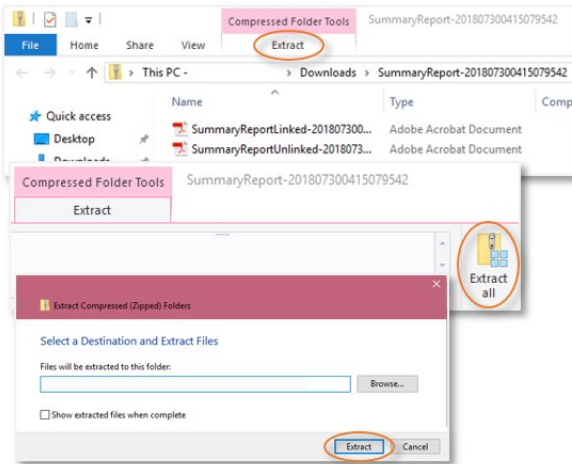 Compressed Folder Tools SummaryReport-201807300415079542
File Home Share View Extract
This PC - > Downloads > SummaryReport-201807300415079542
Name Type Comp
Quick access
Desktop
SummaryReportLinked-201807300... Adobe Acrobat Document
SummaryReportUnlinked-2018073... Adobe Acrobat Document
Downloads
Compressed Folder Tools SummaryReport-201807300415079542
Extract
Extract
all
Extract Compressed (Zipped) Folders
Select a Destination and Extract Files
Files will be extracted to this folder:
Browse...
Show extracted files when complete
Extract Cancel